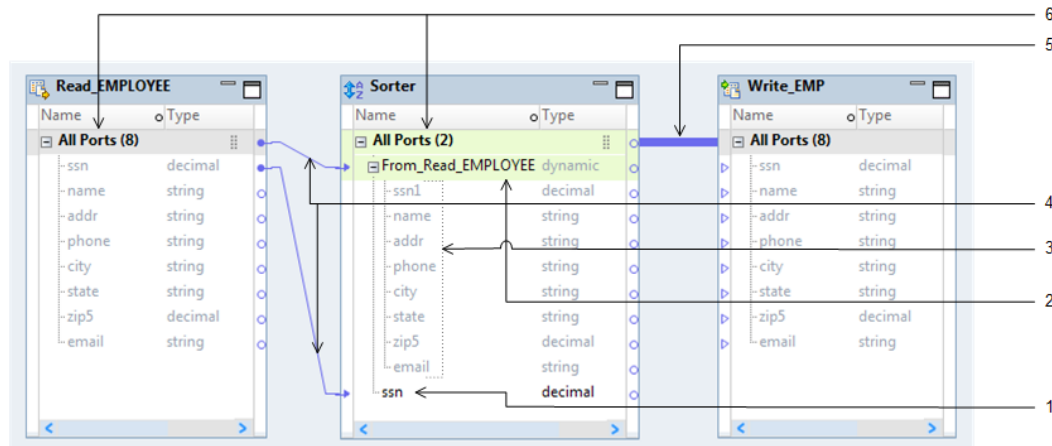 6
5
Read_EMPLOYEE
Name Type
All Ports (8)
ssn decimal
name string
addr string
phone string
city string
state string
zip5 decimal
email string
Sorter
Name Type
All Ports (2)
From_Read_EMPLOYEE dynamic
ssn1 decimal
name string
addr string
phone string
city string
state string
zip5 decimal
email string
ssn decimal
Write_EMP
Name Type
All Ports (8)
ssn decimal
name string
addr string
phone string
city string
state string
zip5 decimal
email string
4
3
2
1